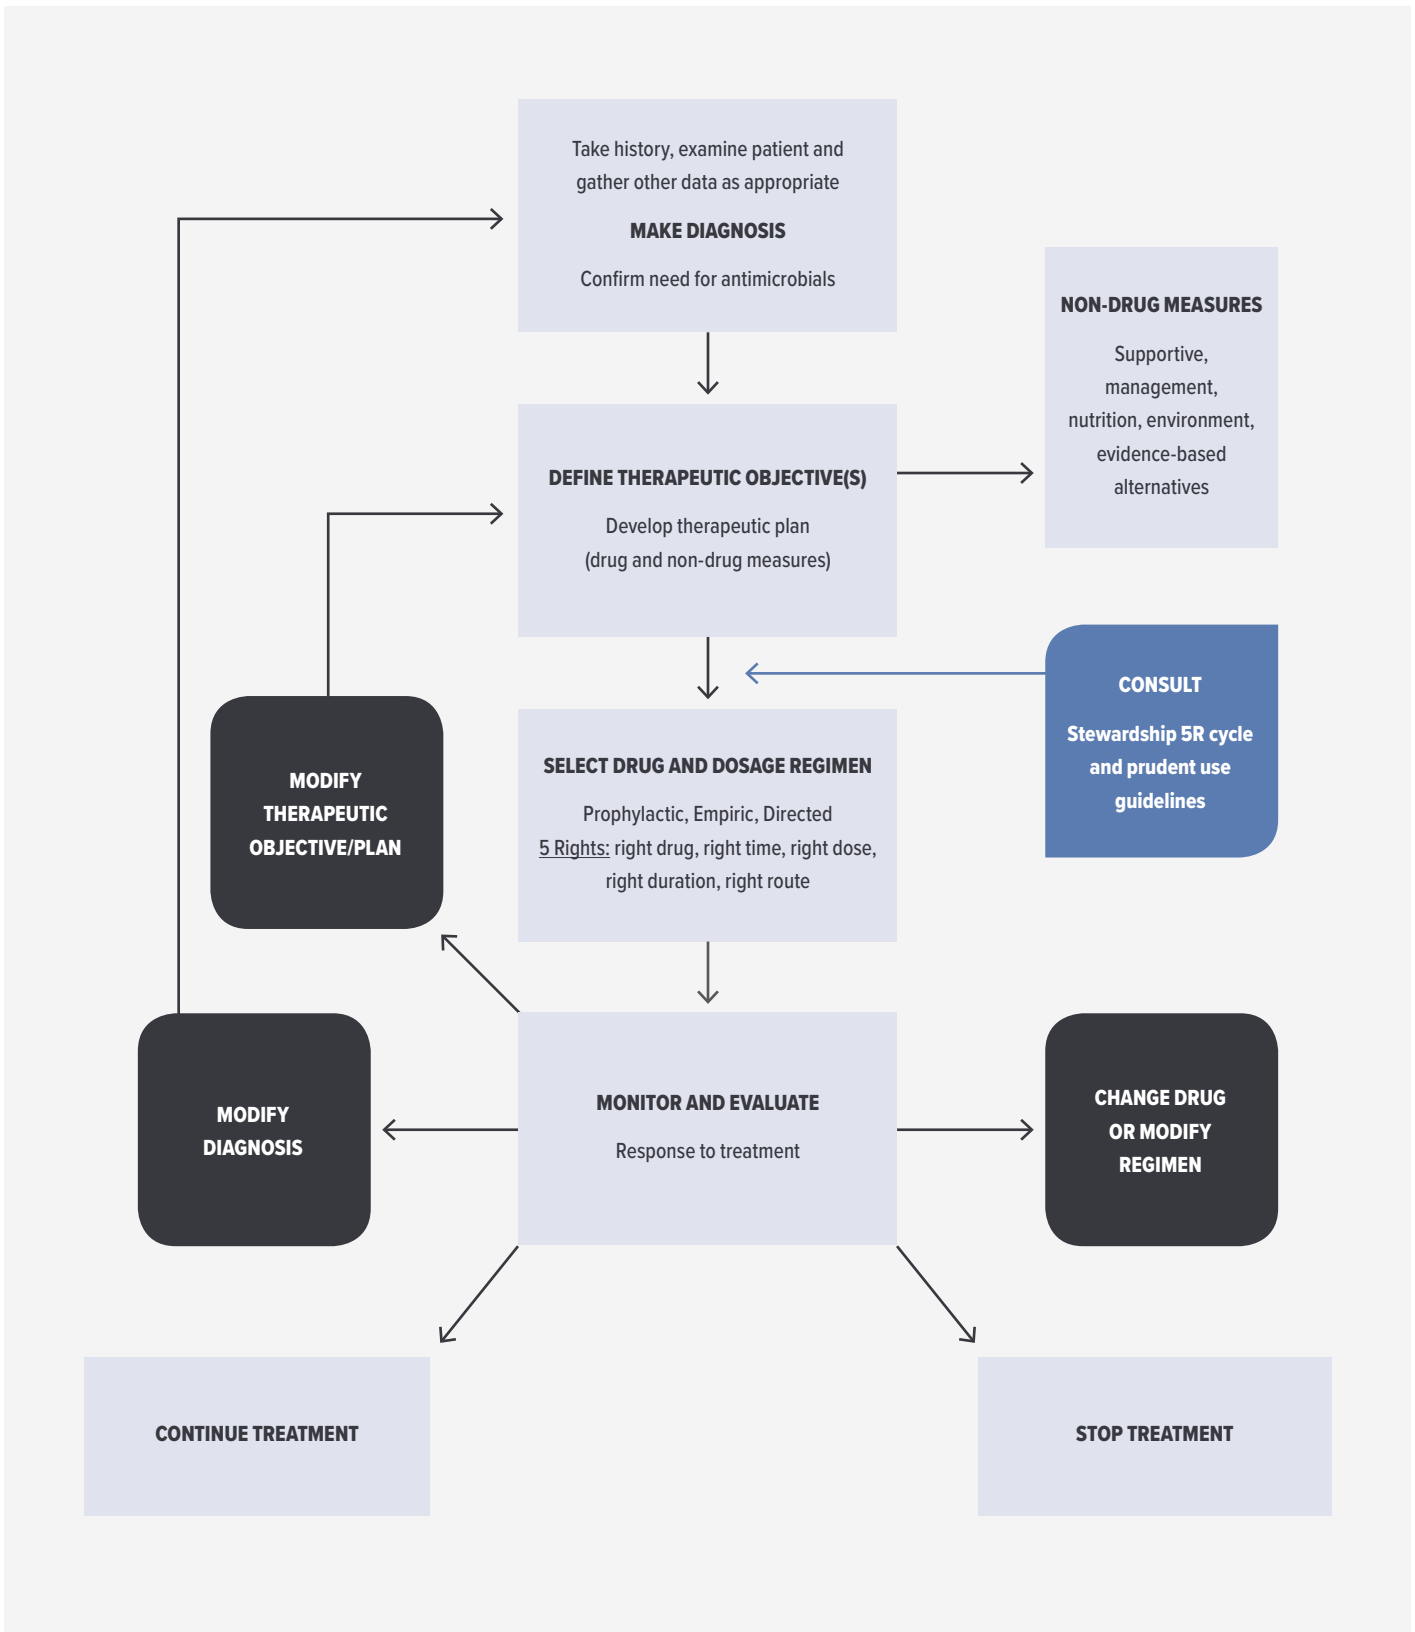 Take history, examine patient and
gather other data as appropriate
MAKE DIAGNOSIS
Confirm need for antimicrobials
NON-DRUG MEASURES
Supportive,
management,
nutrition, environment,
evidence-based
alternatives
DEFINE THERAPEUTIC OBJECTIVE(S)
Develop therapeutic plan
(drug and non-drug measures)
CONSULT
Stewardship 5R cycle
and prudent use
guidelines
MODIFY
THERAPEUTIC
OBJECTIVE/PLAN
SELECT DRUG AND DOSAGE REGIMEN
Prophylactic, Empiric, Directed
5 Rights: right drug, right time, right dose,
right duration, right route
MODIFY
DIAGNOSIS
MONITOR AND EVALUATE
Response to treatment
CHANGE DRUG
OR MODIFY
REGIMEN
CONTINUE TREATMENT
STOP TREATMENT